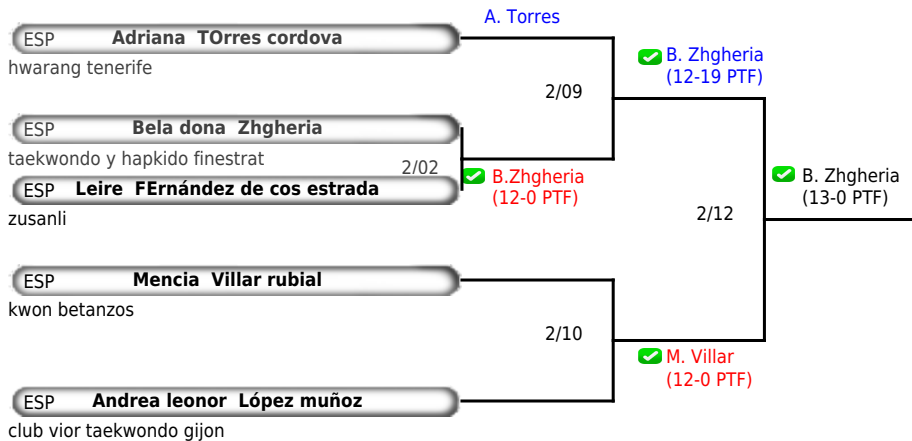 A. Torres
ESP Adriana TOrres cordova
hwarang tenerife
B. Zhgheria
(12-19 PTF)
2/09
ESP Bela dona Zhgheria
taekwondo y hapkido finestrat
2/02
B.Zhgheria
(12-0 PTF)
B. Zhgheria
(13-0 PTF)
ESP Leire FErnández de cos estrada
zusanli
2/12
ESP Mencia Villar rubial
kwon betanzos
2/10
M. Villar
(12-0 PTF)
ESP Andrea leonor López muñoz
club vior taekwondo gijon